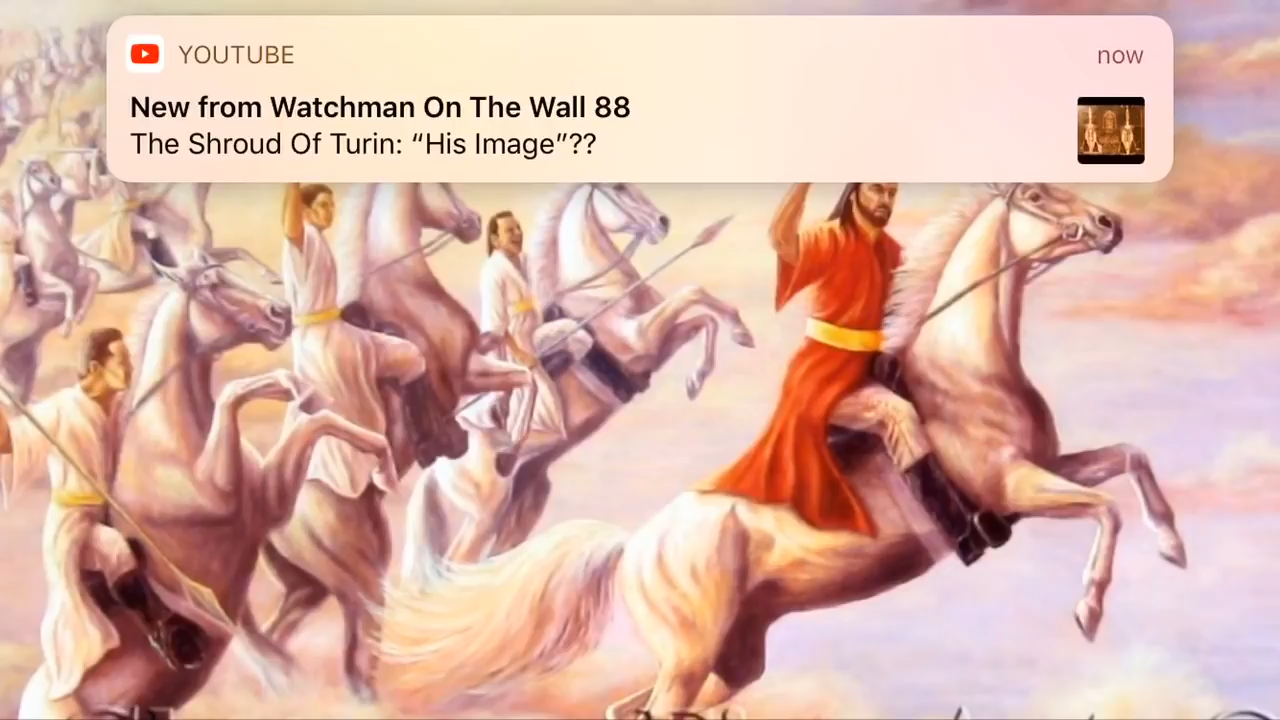 YOUTUBE
now
New from Watchman On The Wall 88
The Shroud Of Turin: “His Image”??